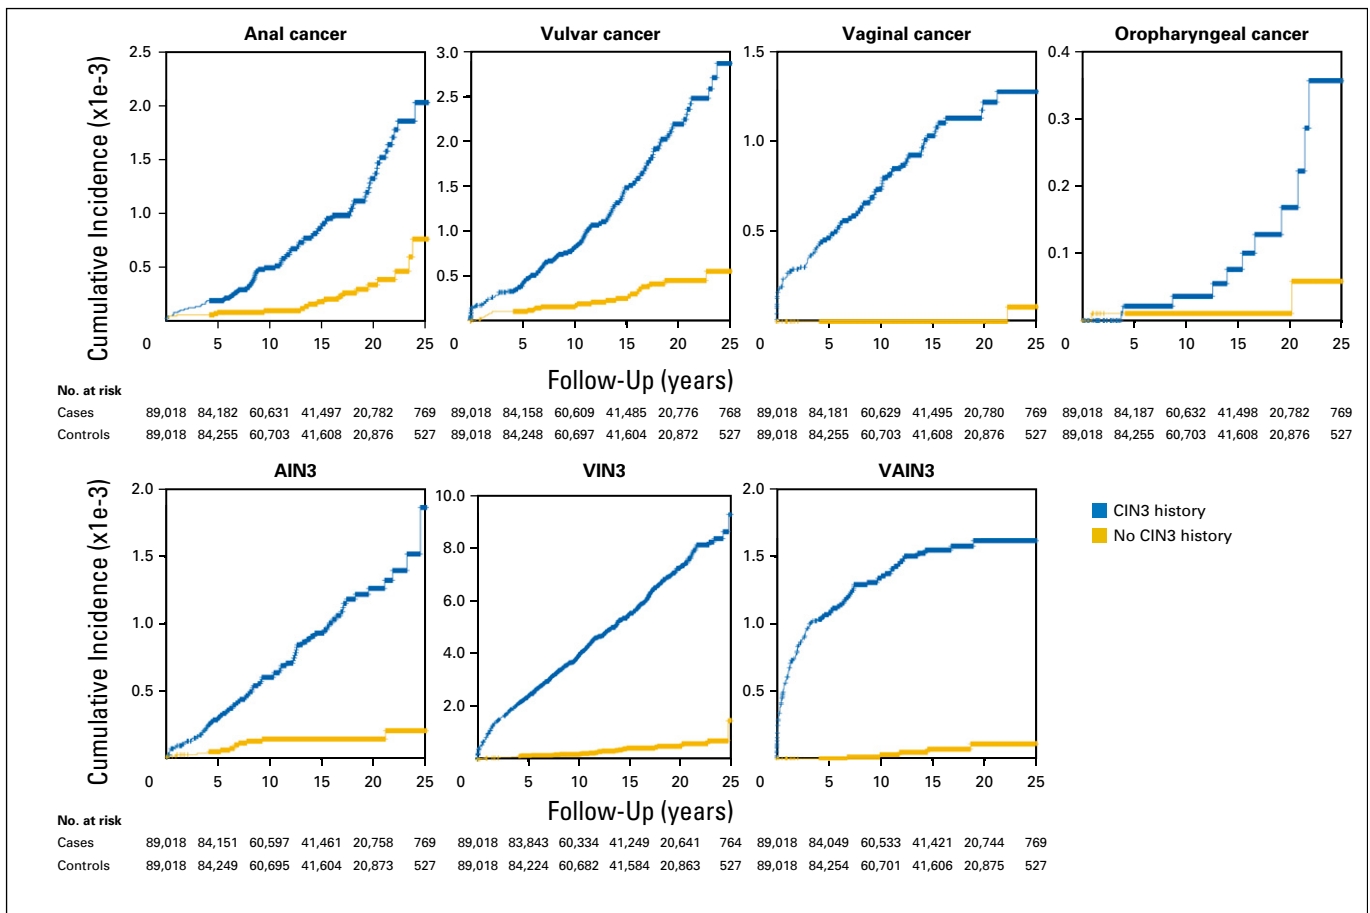 Anal cancer Vulvar cancer Vaginal cancer Oropharyngeal cancer
Cumulative Incidence (x1e-3)
2.5
2.0
1.5
1.0
0.5
0 5 10 15 20 25
3.0
2.5
2.0
1.5
1.0
0.5
0 5 10 15 20 25
1.5
1.0
0.5
0 5 10 15 20 25
0.4
0.3
0.2
0.1
0 5 10 15 20 25
Follow-Up (years)
No. at risk
Cases 89,018 84,182 60,631 41,497 20,782 769 89,018 84,158 60,609 41,485 20,776 768 89,018 84,181 60,629 41,495 20,780 769 89,018 84,187 60,632 41,498 20,782 769
Controls 89,018 84,255 60,703 41,608 20,876 527 89,018 84,248 60,697 41,604 20,872 527 89,018 84,255 60,703 41,608 20,876 527 89,018 84,255 60,703 41,608 20,876 527
AIN3 VIN3 VAIN3
Cumulative Incidence (x1e-3)
2.0
1.5
1.0
0.5
0 5 10 15 20 25
10.0
8.0
6.0
4.0
2.0
0 5 10 15 20 25
2.0
1.5
1.0
0.5
0 5 10 15 20 25
CIN3 history
No CIN3 history
Follow-Up (years)
No. at risk
Cases 89,018 84,151 60,597 41,461 20,758 769 89,018 83,843 60,334 41,249 20,641 764 89,018 84,049 60,533 41,421 20,744 769
Controls 89,018 84,249 60,695 41,604 20,873 527 89,018 84,224 60,682 41,584 20,863 527 89,018 84,254 60,701 41,606 20,875 527